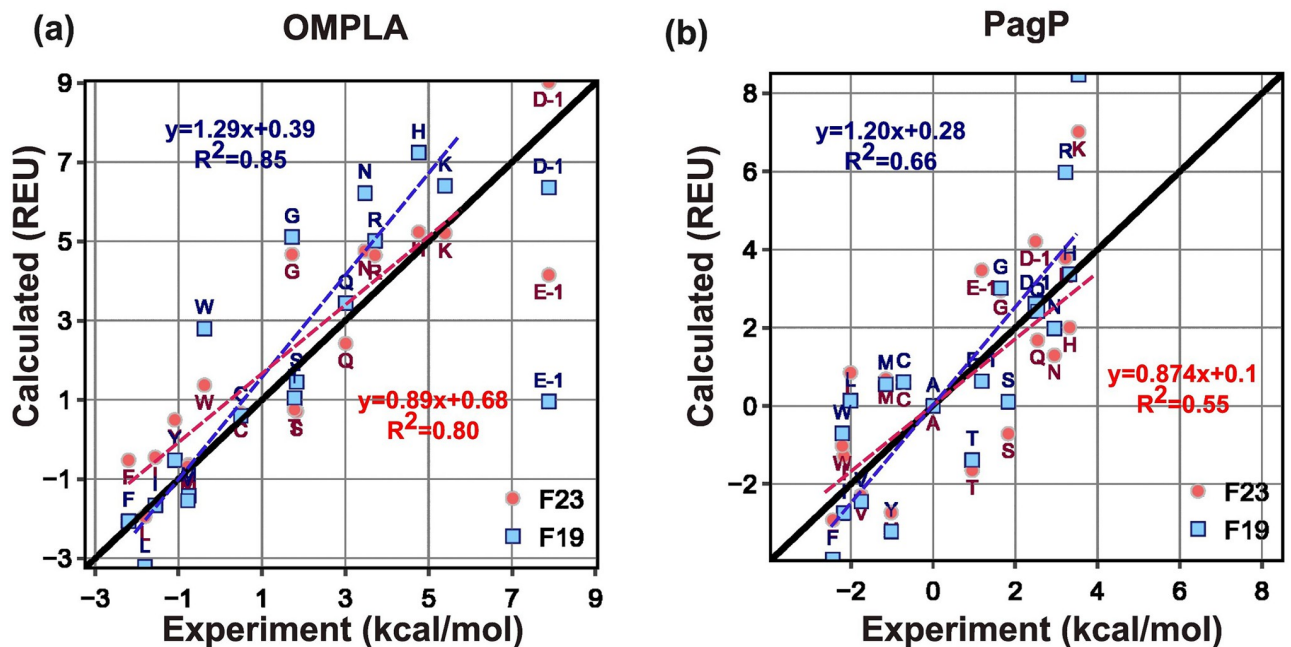 (a)
OMPLA
Calculated (REU)
9
7
5
3
1
−1
−3
y=1.29x+0.39
R2=0.85
H
K
N
R
G
G
Q
W
W
D-1
D-1
E-1
E-1
N
R
K
Q
S
C
C
S
y=0.89x+0.68
R2=0.80
Y
F
F
I
L
L
F23
F19
−3
−1
1
3
5
7
9
Experiment (kcal/mol)
(b)
PagP
Calculated (REU)
8
6
4
2
0
−2
y=1.20x+0.28
R2=0.66
R
K
D-1
H
G
E-1
D-1
Q
G
N
Q
N
H
M
C
L
M
C
A
A
S
W
W
T
S
T
V
V
Y
F
y=0.874x+0.1
R2=0.55
F23
F19
−2
0
2
4
6
8
Experiment (kcal/mol)